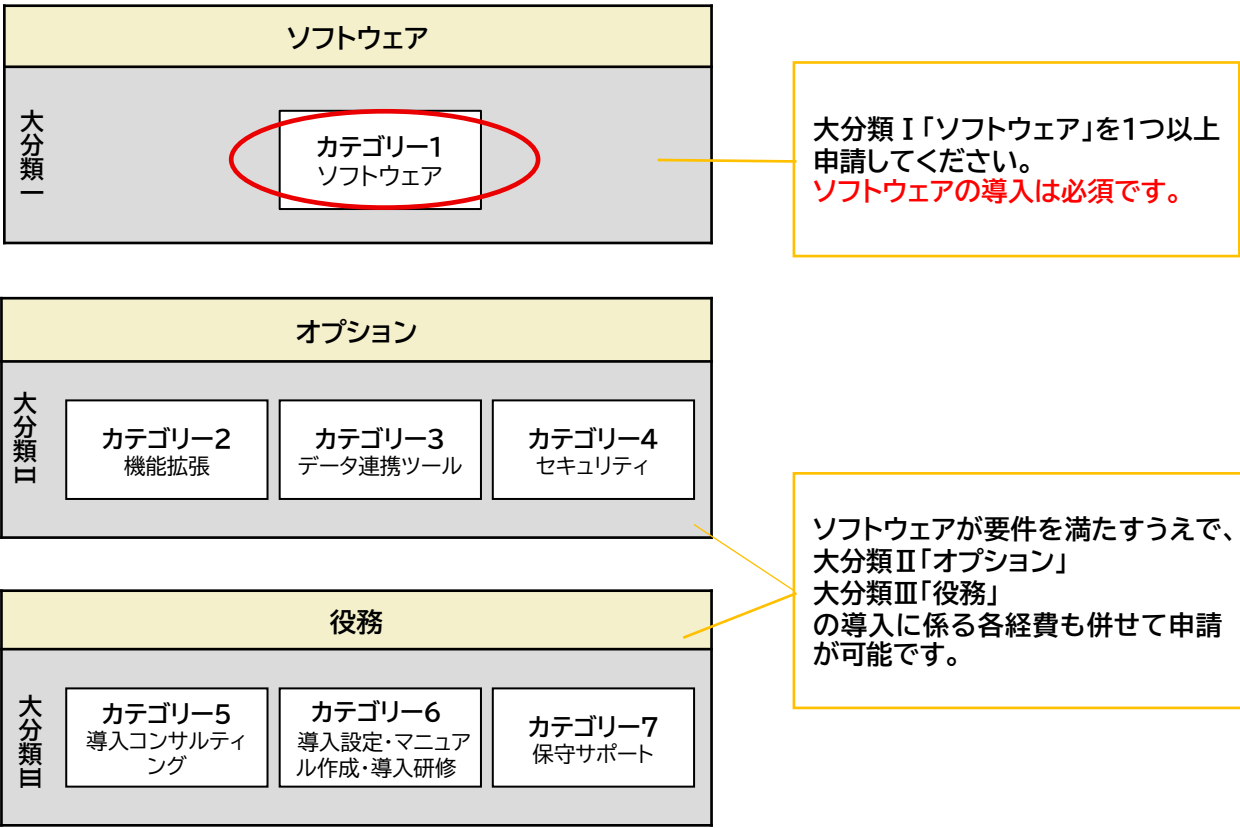 ソフトウェア
大分類Ⅰ
カテゴリー1
ソフトウェア
大分類Ⅰ「ソフトウェア」を1つ以上
申請してください。
ソフトウェアの導入は必須です。
オプション
大分類Ⅱ
カテゴリー2
機能拡張
カテゴリー3
データ連携ツール
カテゴリー4
セキュリティ
ソフトウェアが要件を満たすうえで、
大分類Ⅱ「オプション」
大分類Ⅲ「役務」
の導入に係る各経費も併せて申請
が可能です。
役務
大分類Ⅲ
カテゴリー5
導入コンサルティ
ング
カテゴリー6
導入設定・マニュア
ル作成・導入研修
カテゴリー7
保守サポート